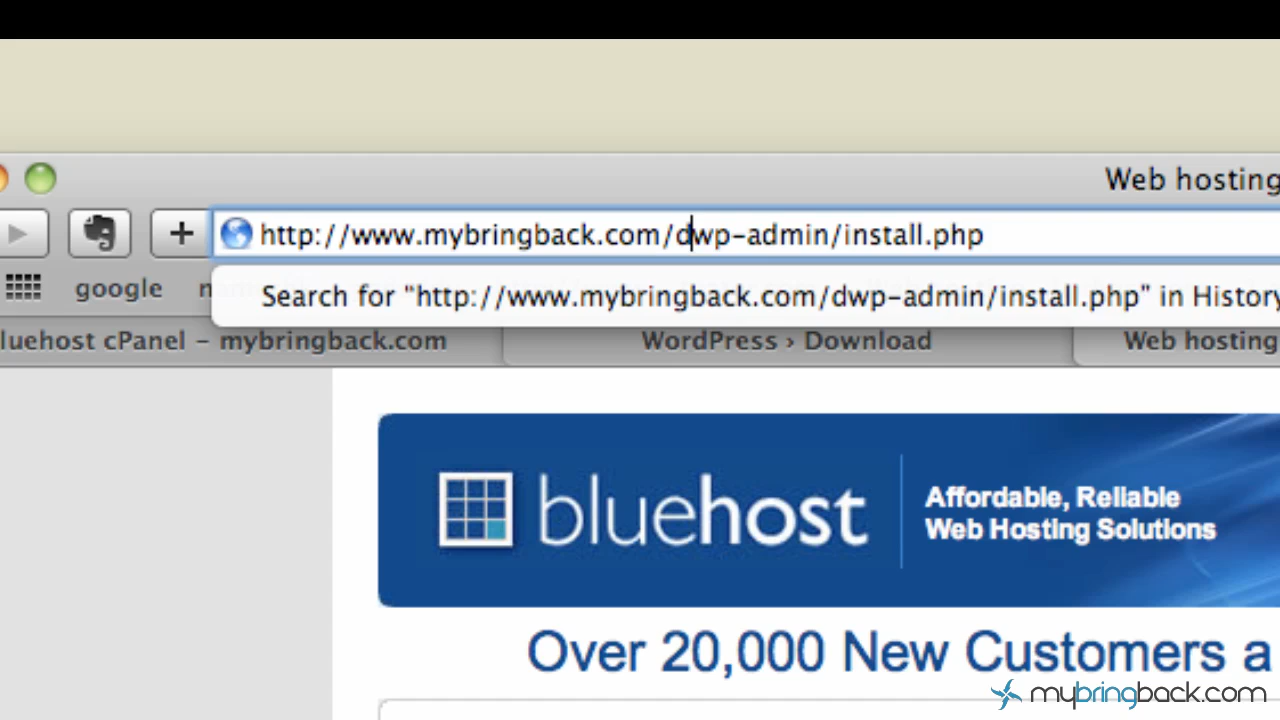 Web hosting
http://www.mybringback.com/dwp-admin/install.php
google
Search for "http://www.mybringback.com/dwp-admin/install.php" in History
luehost cPanel – mybringback.com
WordPress › Download
Web hosting
bluehost
Affordable, Reliable
Web Hosting Solutions
Over 20,000 New Customers a
mybringback.com